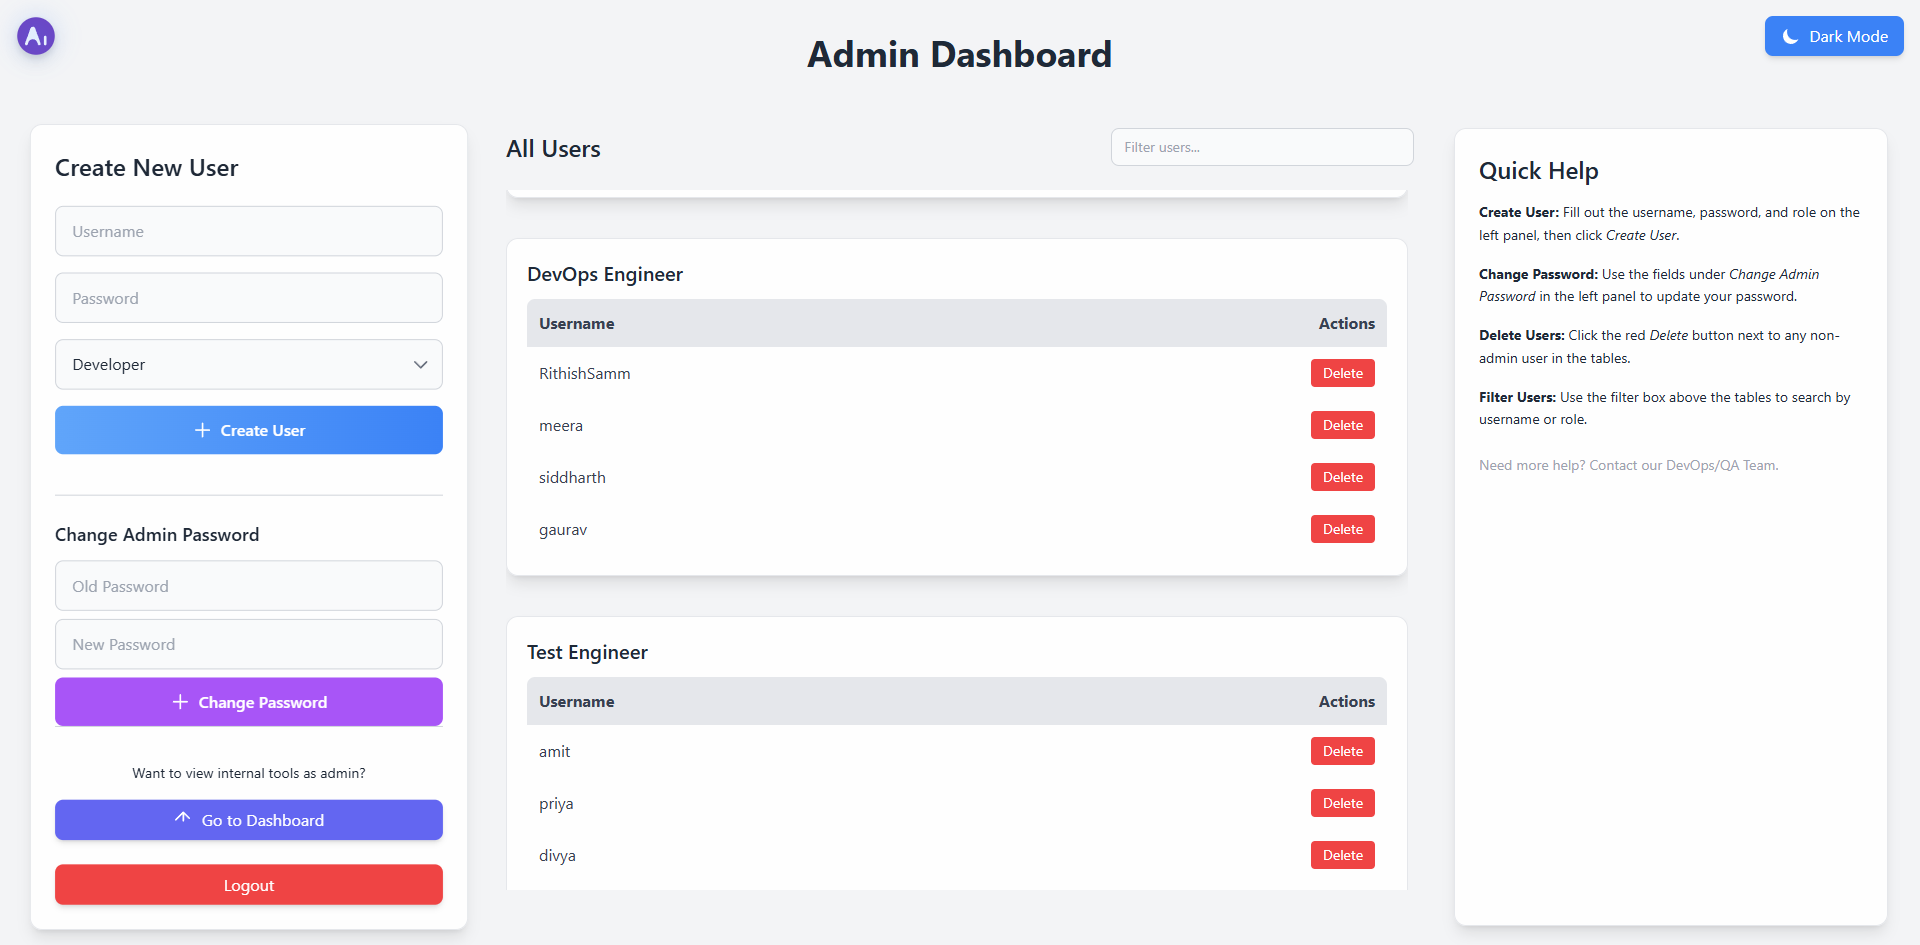 AI
Admin Dashboard
Dark Mode
Create New User
Username
Password
Developer
Create User
Change Admin Password
Old Password
New Password
Change Password
Want to view internal tools as admin?
Go to Dashboard
Logout
All Users
Filter users...
DevOps Engineer
Username Actions
RithishSamm Delete
meera Delete
siddharth Delete
gaurav Delete
Test Engineer
Username Actions
amit Delete
priya Delete
divya Delete
Quick Help
Create User: Fill out the username, password, and role on the
left panel, then click Create User.
Change Password: Use the fields under Change Admin
Password in the left panel to update your password.
Delete Users: Click the red Delete button next to any non-
admin user in the tables.
Filter Users: Use the filter box above the tables to search by
username or role.
Need more help? Contact our DevOps/QA Team.